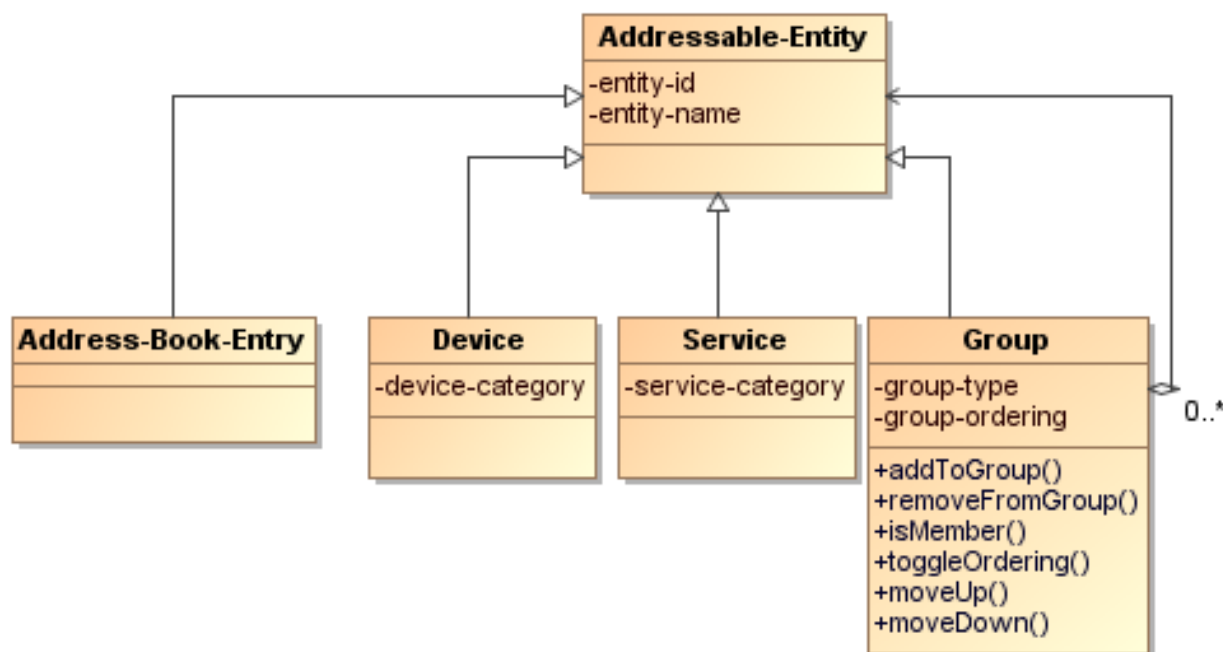 Addressable-Entity
-entity-id
-entity-name
Address-Book-Entry
Device
-device-category
Service
-service-category
Group
-group-type
-group-ordering
0..*
+addToGroup()
+removeFromGroup()
+isMember()
+toggleOrdering()
+moveUp()
+moveDown()